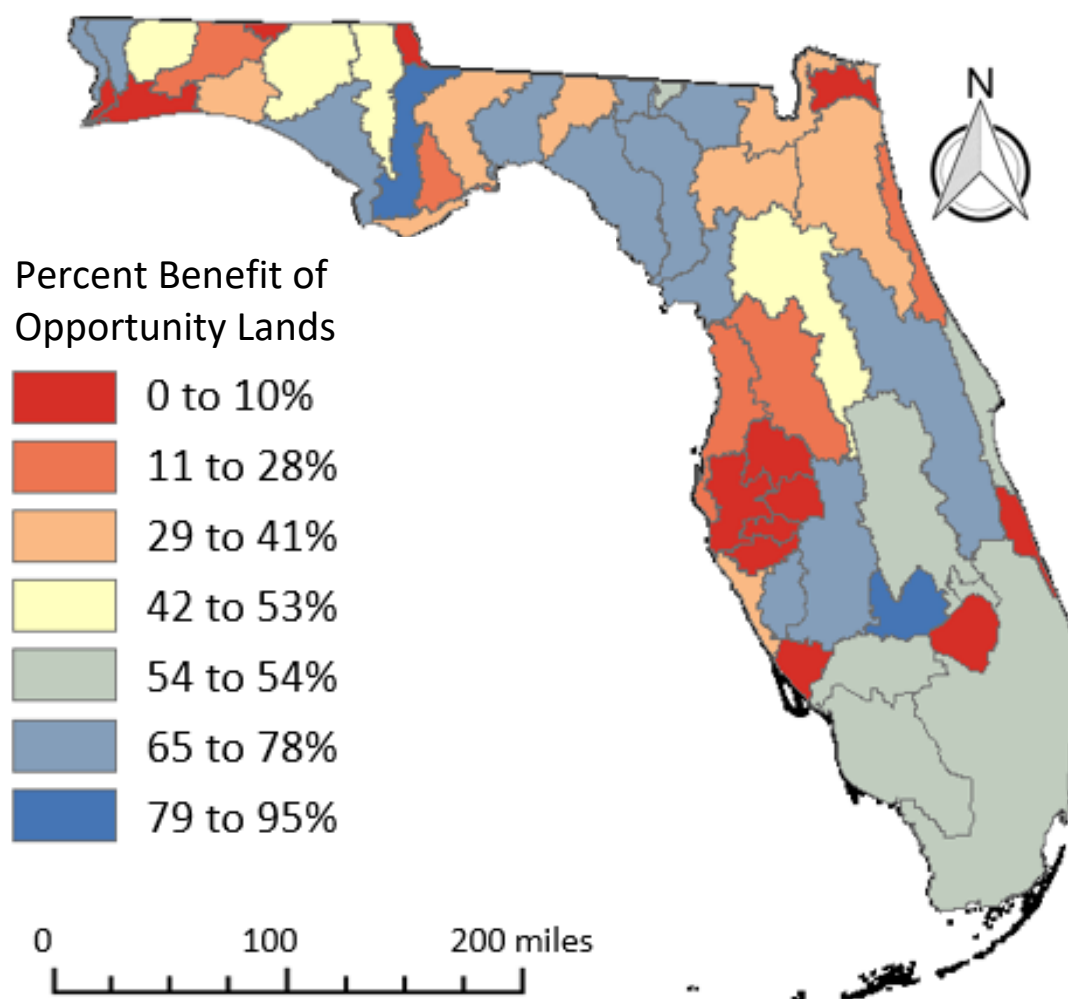 N
Percent Benefit of
Opportunity Lands
0 to 10%
11 to 28%
29 to 41%
42 to 53%
54 to 54%
65 to 78%
79 to 95%
0 100 200 miles